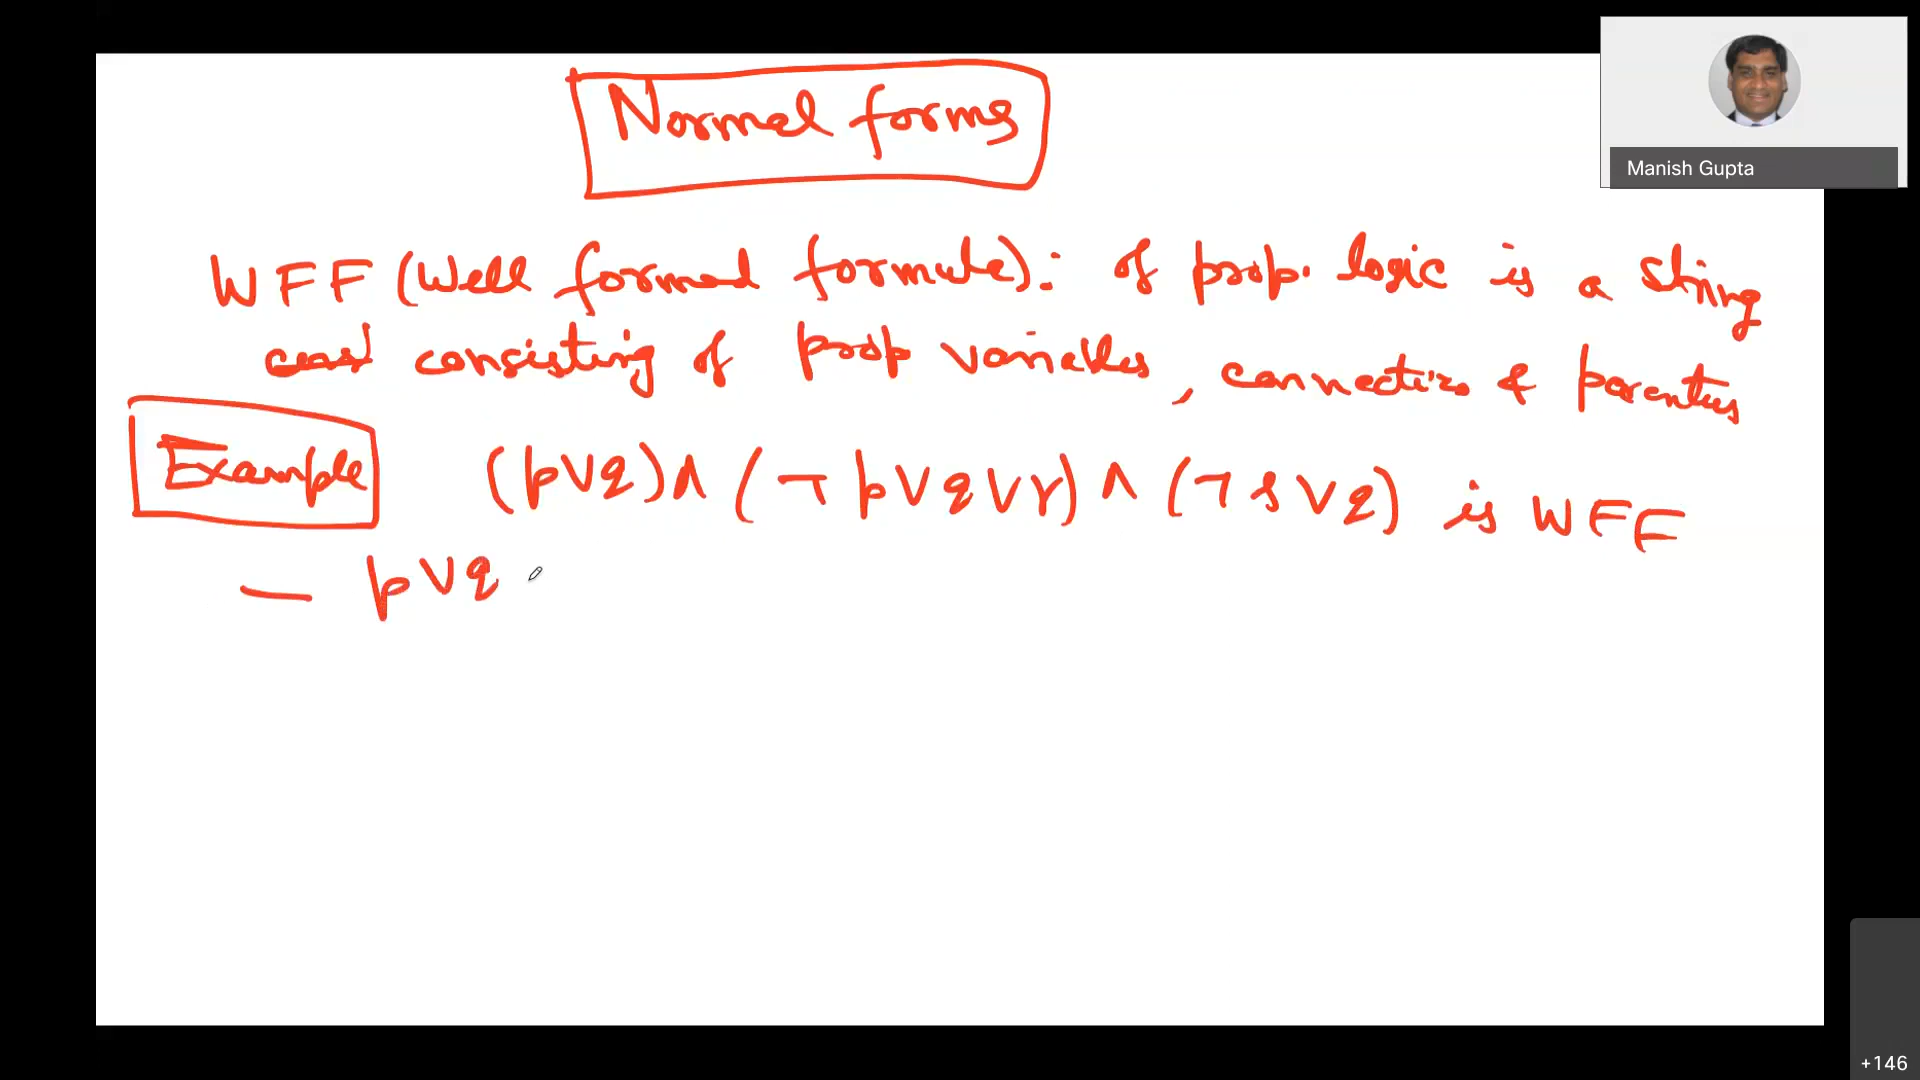 Normal forms
Manish Gupta
WFF (Well formed formula): of prop. logic is a string
consisting of prop variables, connectives & parentus
Example (p∨q)∧(¬p∨q∨r)∧(¬s∨q) is WFF
— p∨q
+146